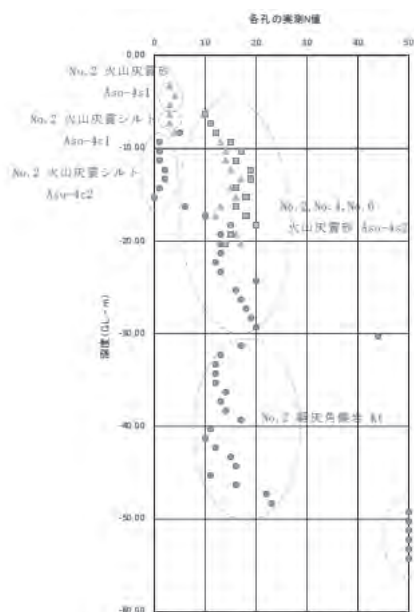 各孔の実測N値
0 10 20 30 40 50
0.00
No.2 火山灰質砂
Aso-4s1
No.2 火山灰質シルト
Aso-4c1
-10.00
No.2 火山灰質シルト
Aso-4c2
No.2,No.4,No.6
火山灰質砂 Aso-4s2
-20.00
深度(GL-m)
-30.00
No.2 凝灰角礫岩 Kt
-40.00
-50.00
-60.00